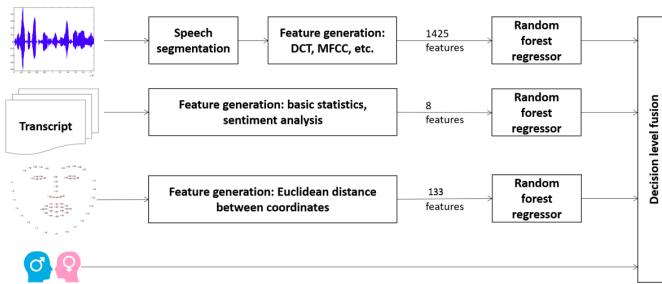 Speech
segmentation
Feature generation:
DCT, MFCC, etc.
1425
features
Random
forest
regressor
Transcript
Feature generation: basic statistics,
sentiment analysis
8
features
Random
forest
regressor
Feature generation: Euclidean distance
between coordinates
133
features
Random
forest
regressor
Decision level fusion